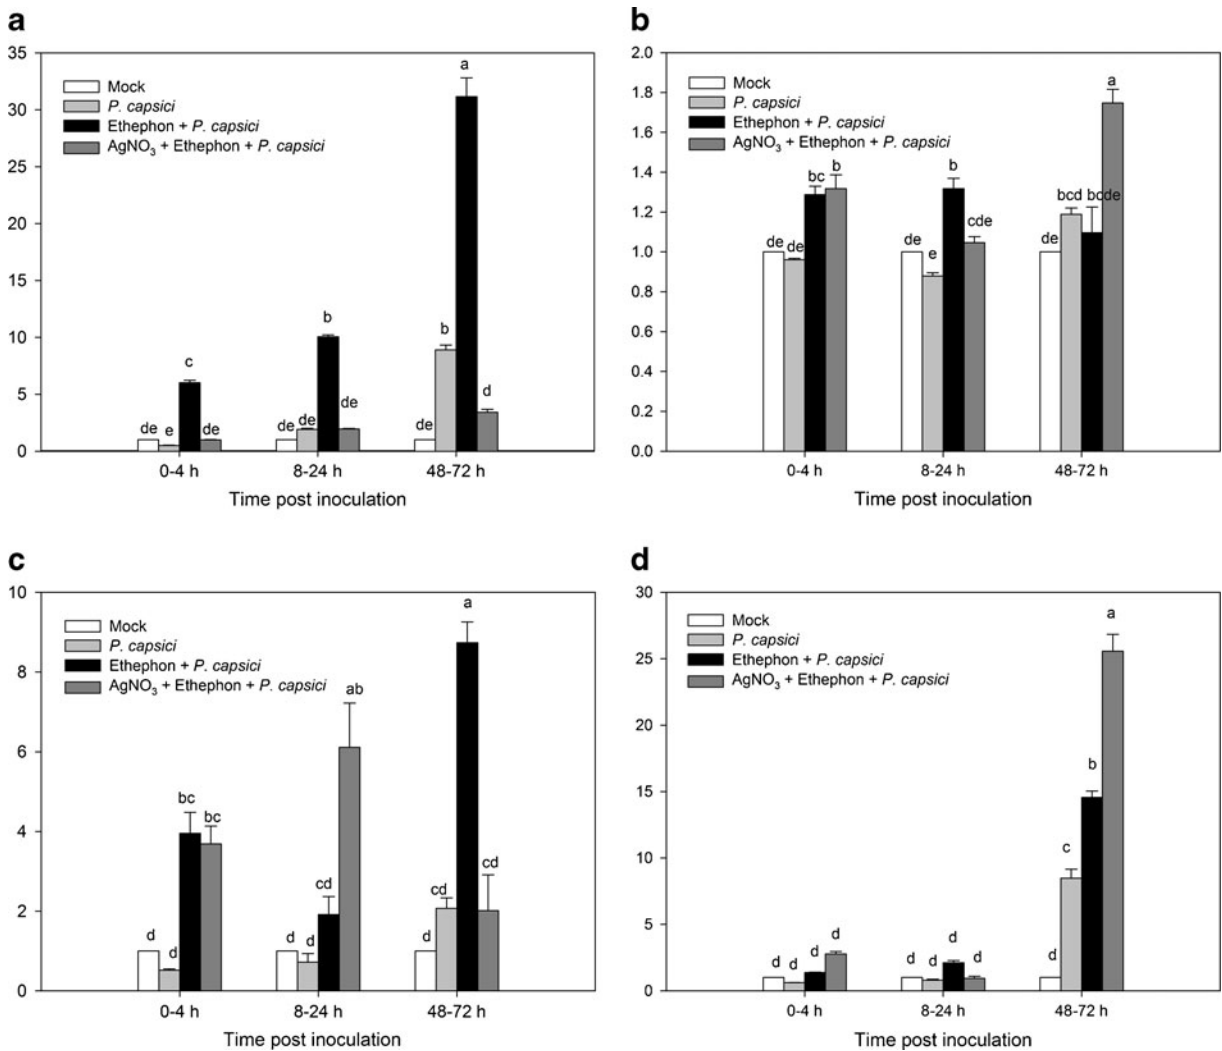 a
35
30
25
20
15
10
5
0
Mock
P. capsici
Ethephon + P. capsici
AgNO₃ + Ethephon + P. capsici
de e c de
de de b de
de b a d
0-4 h 8-24 h 48-72 h
Time post inoculation
b
2.0
1.8
1.6
1.4
1.2
1.0
0.8
0.6
0.4
0.2
0.0
Mock
P. capsici
Ethephon + P. capsici
AgNO₃ + Ethephon + P. capsici
de de bc b
de e b cde
de bcd bcde a
0-4 h 8-24 h 48-72 h
Time post inoculation
c
10
8
6
4
2
0
Mock
P. capsici
Ethephon + P. capsici
AgNO₃ + Ethephon + P. capsici
d d bc bc
d d cd ab
d cd a cd
0-4 h 8-24 h 48-72 h
Time post inoculation
d
30
25
20
15
10
5
0
Mock
P. capsici
Ethephon + P. capsici
AgNO₃ + Ethephon + P. capsici
d d d d
d d d d
d c b a
0-4 h 8-24 h 48-72 h
Time post inoculation